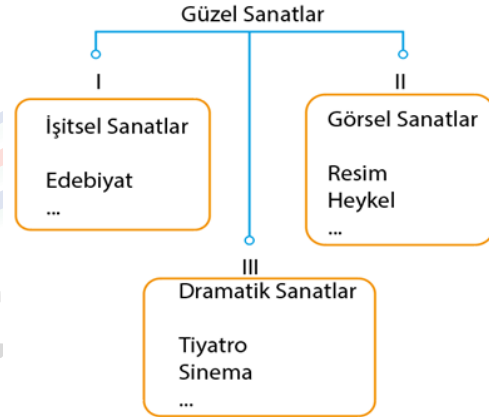 Güzel Sanatlar
I
İşitsel Sanatlar
Edebiyat
...
II
Görsel Sanatlar
Resim
Heykel
...
III
Dramatik Sanatlar
Tiyatro
Sinema
...